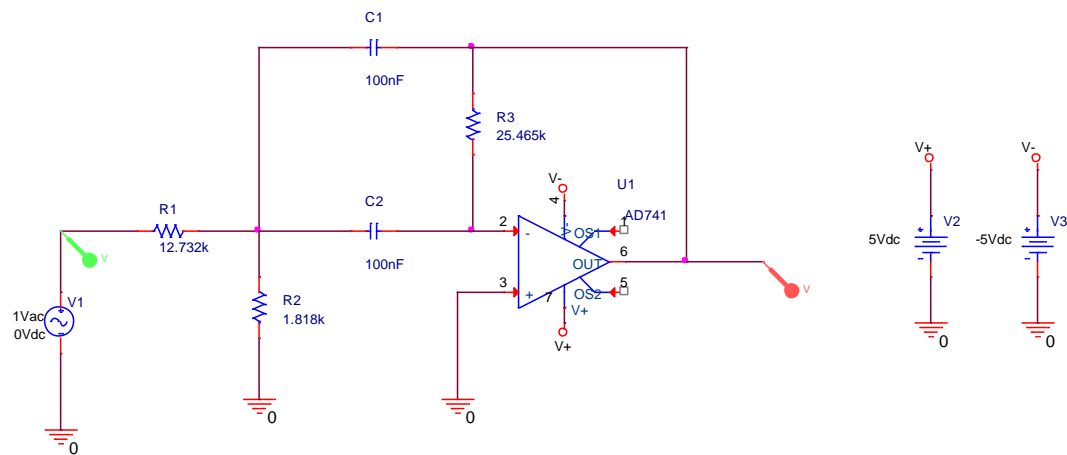 C1
100nF
R3
25.465k
V-
4
U1
AD741
1
V+
V-
R1
12.732k
C2
100nF
2
-
V-
OS1
6
OUT
V
V2
5Vdc
V3
-5Vdc
V
R2
1.818k
3
+
7
OS2
5
V+
V+
V1
1Vac
0Vdc
0
0
0
0
0